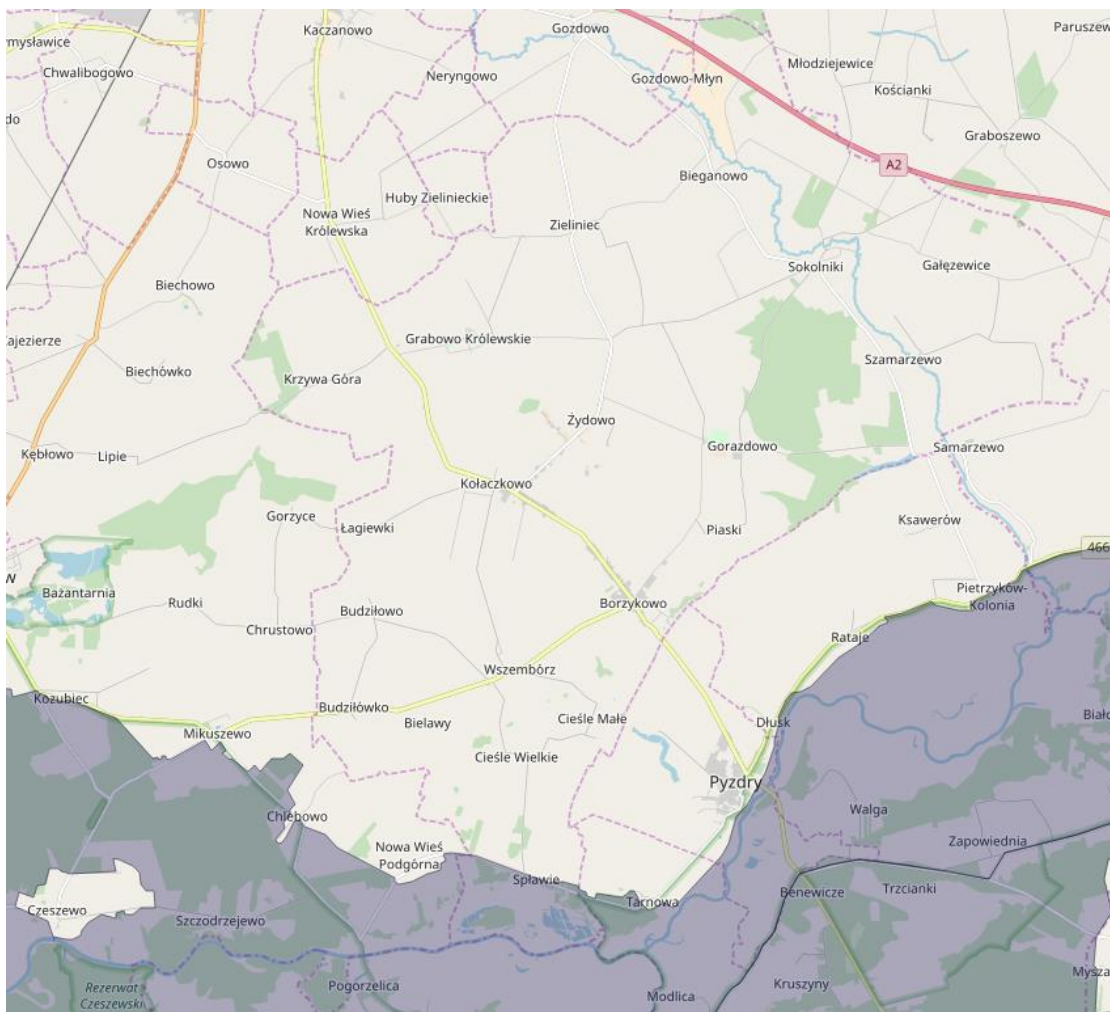 Kaczanowo
Gozdowo
Paruszew
ymysławice
Chwalibogowo
Neryngowo
Gozdowo-Młyn
Młodziejewice
Kościanki
do
Graboszewo
Osowo
A2
Bieganowo
Huby Zielinieckie
Nowa Wieś
Królewska
Zieliniec
Sokolniki
Gałęzewice
Biechowo
ajezierze
Grabowo Królewskie
Biechówko
Krzywa Góra
Szamarzewo
Żydowo
Kębłowo
Lipie
Gorazdowo
Samarzewo
Kołaczkowo
Gorzyce
Łagiewki
Piaski
Ksawerów
466
w
Bażantarnia
Rudki
Budziłowo
Borzykowo
Pietrzyków-
Kolonia
Chrustowo
Rataje
Wszembórz
Kozubiec
Budziłówko
Bielawy
Cieśle Małe
Dłusk
Biało
Mikuszewo
Cieśle Wielkie
Pyzdry
Chlebowo
Walga
Nowa Wieś
Podgórna
Zapowiednia
Spławie
Benewicze
Trzcianki
Czeszewo
Szczodrzejewo
Tarnowa
Mysza
Rezerwat
Czeszewski
Pogorzelica
Modlica
Kruszyny